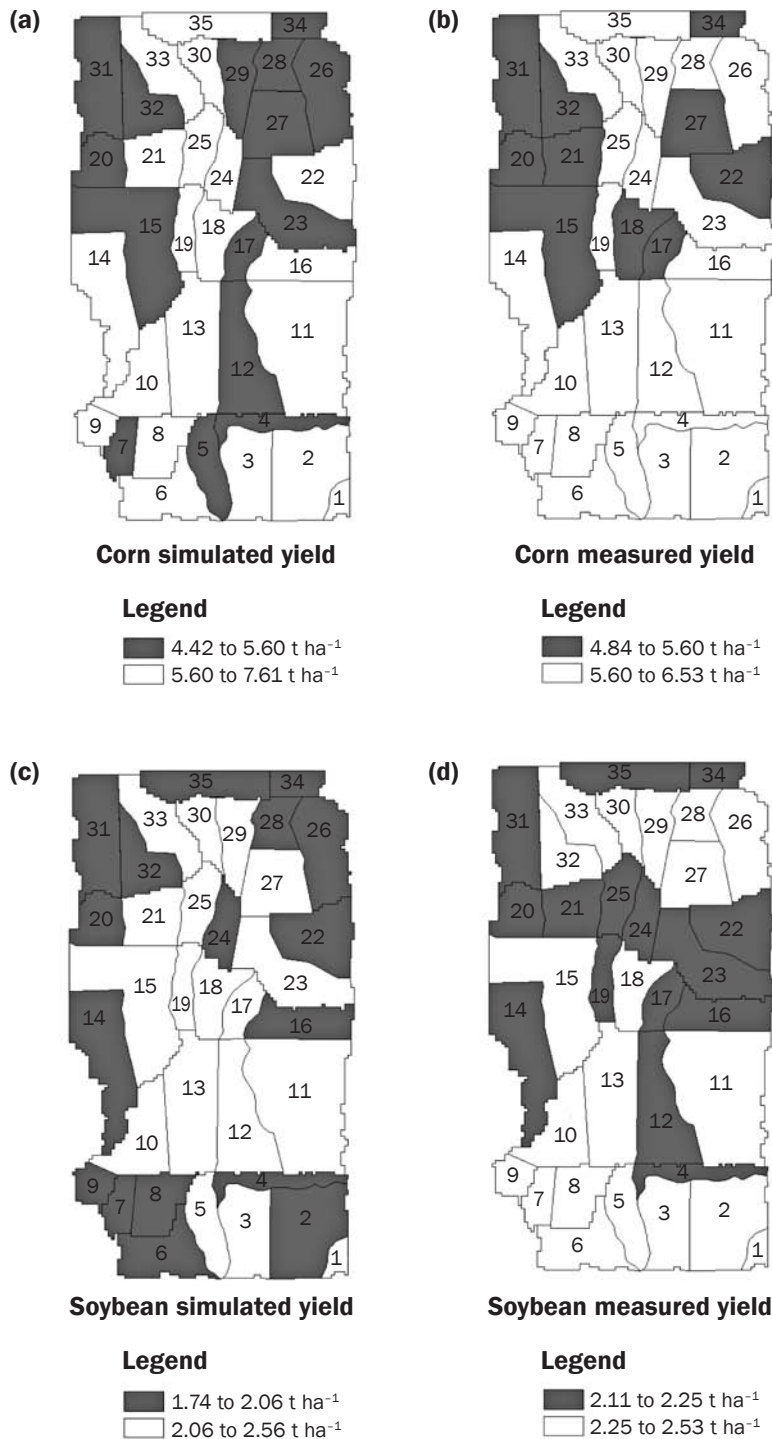 (a)
35 34
33 30
31 29 28 26
32
27
25
20 21
24 22
15 23
19 18 17
14 16
13 11
12
10
9 4
7 8 5
3 2
6 1
Corn simulated yield
Legend
4.42 to 5.60 t ha⁻¹
5.60 to 7.61 t ha⁻¹
(b)
35 34
33 30
31 29 28 26
32
27
25
20 21
24 22
15 23
19 18 17
14 16
13 11
12
10
9 4
7 8 5
3 2
6 1
Corn measured yield
Legend
4.84 to 5.60 t ha⁻¹
5.60 to 6.53 t ha⁻¹
(c)
35 34
33 30
31 29 28 26
32
27
25
20 21
24 22
15 23
19 18 17
14 16
13 11
12
10
9 4
7 8 5
3 2
6 1
Soybean simulated yield
Legend
1.74 to 2.06 t ha⁻¹
2.06 to 2.56 t ha⁻¹
(d)
35 34
33 30
31 29 28 26
32
27
25
20 21
24 22
15 23
19 18 17
14 16
13 11
12
10
9 4
7 8 5
3 2
6 1
Soybean measured yield
Legend
2.11 to 2.25 t ha⁻¹
2.25 to 2.53 t ha⁻¹